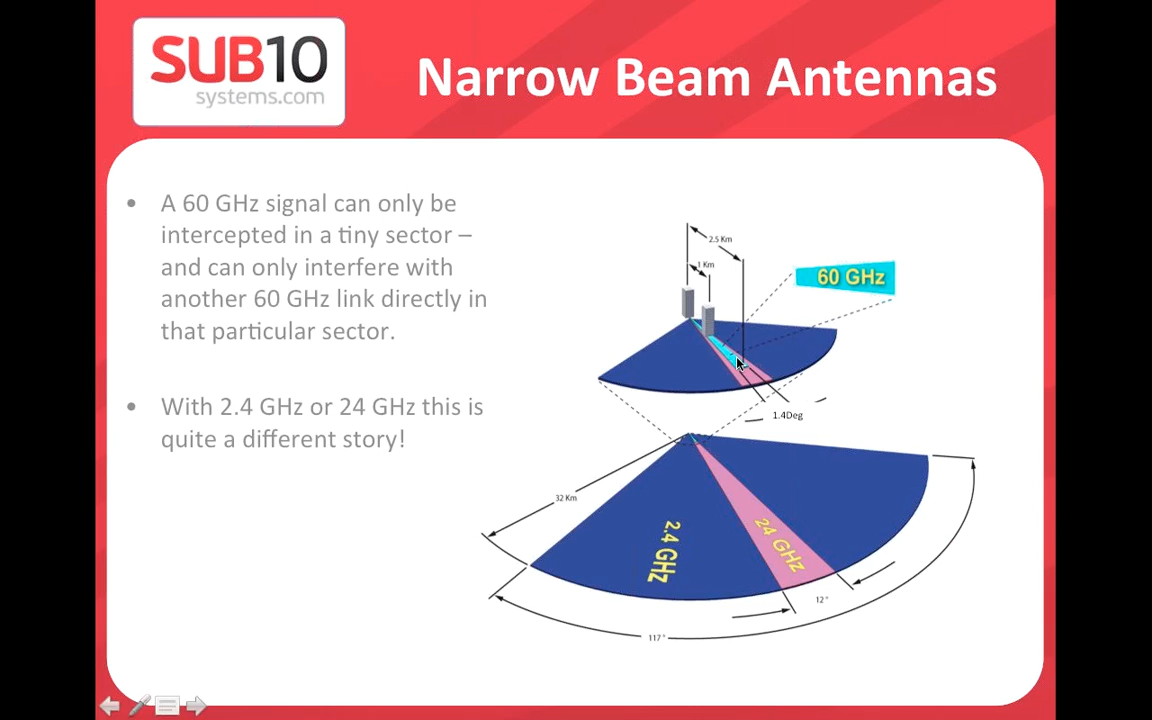 SUB10
systems.com
Narrow Beam Antennas
• A 60 GHz signal can only be
intercepted in a tiny sector –
and can only interfere with
another 60 GHz link directly in
that particular sector.
• With 2.4 GHz or 24 GHz this is
quite a different story!
2.5 Km
1 Km
60 GHz
1.4Deg
32 Km
2.4 GHz
24 GHz
12°
117°